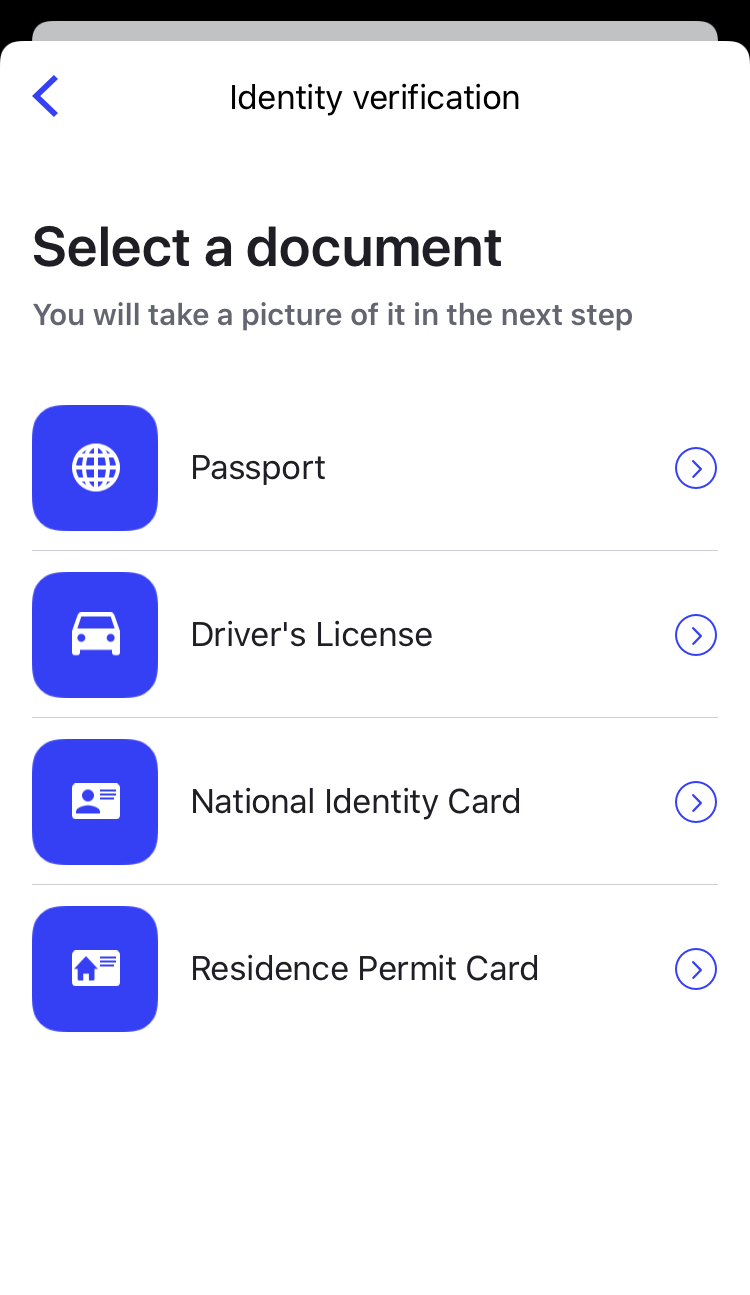 Identity verification
Select a document
You will take a picture of it in the next step
Passport
Driver's License
National Identity Card
Residence Permit Card